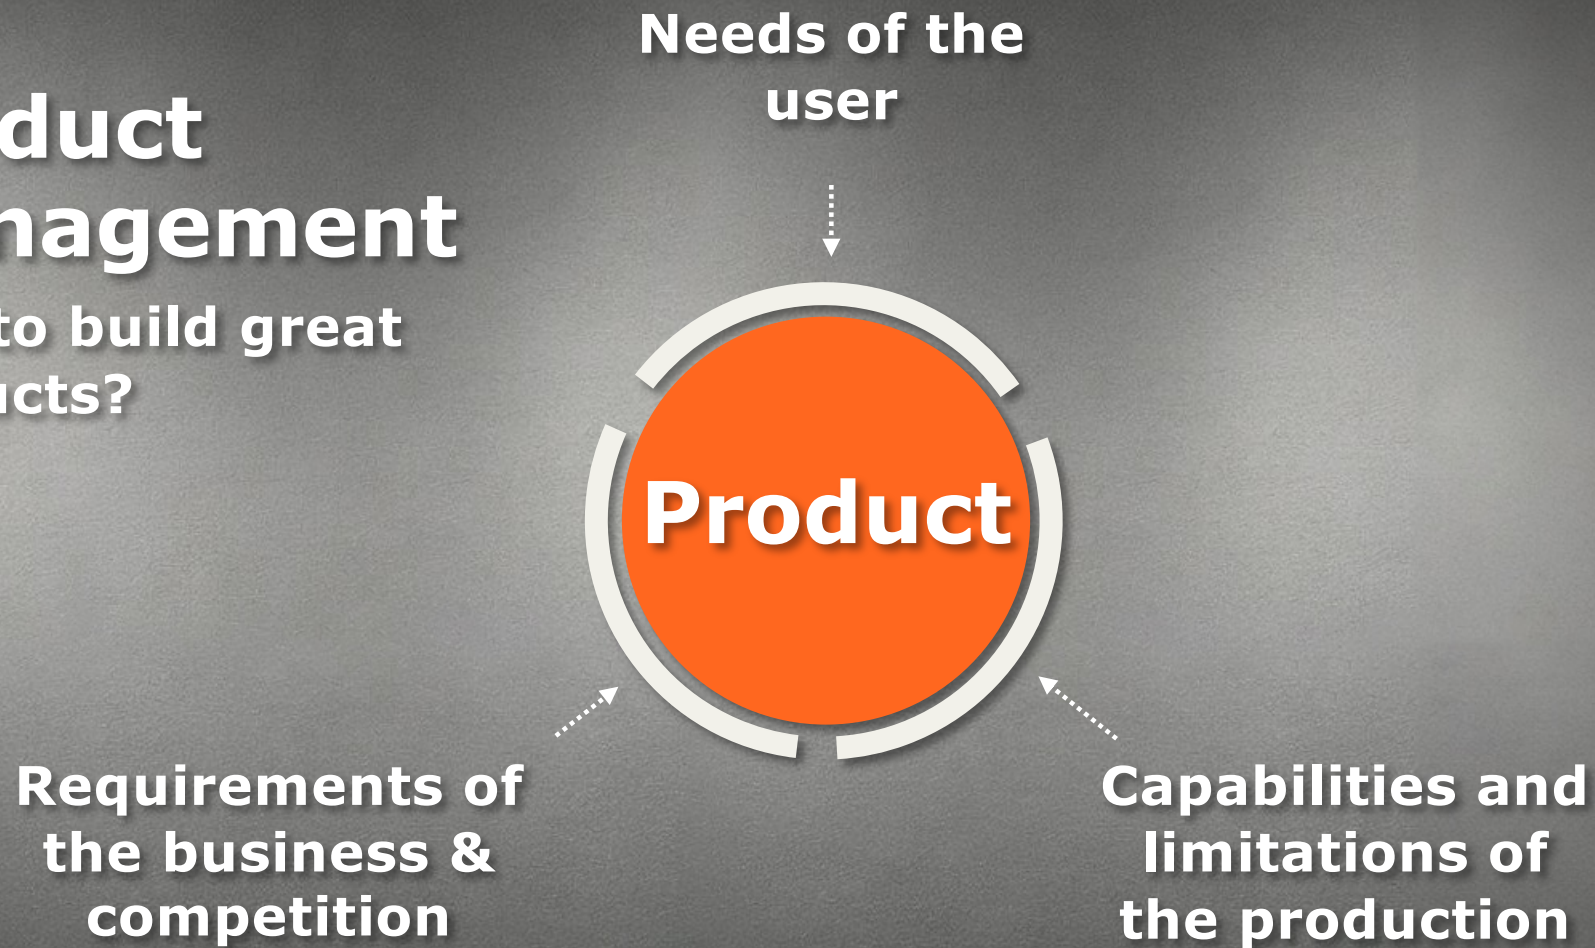 Needs of the
user
duct
nagement
to build great
ucts?
Product
Requirements of
the business &
competition
Capabilities and
limitations of
the production